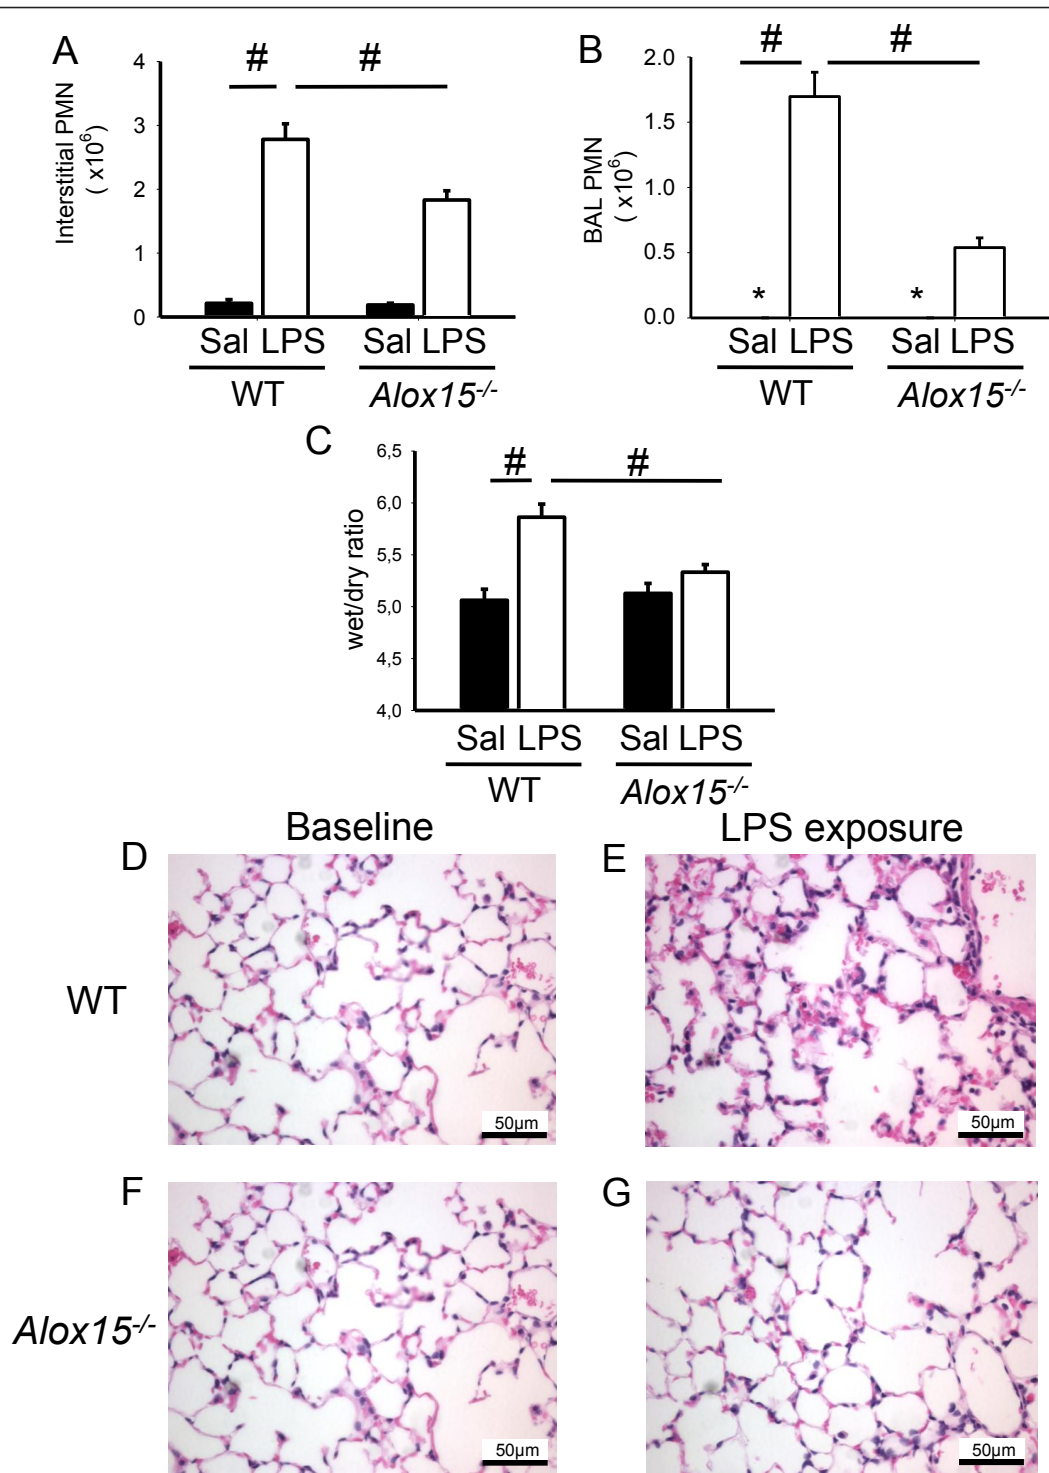 A
Interstitial PMN
( x10⁶)
4
3
2
1
0
# #
Sal LPS Sal LPS
WT Alox15-/-
B
BAL PMN
( x10⁶)
2.0
1.5
1.0
0.5
0.0
# #
* *
Sal LPS Sal LPS
WT Alox15-/-
C
wet/dry ratio
6,5
6,0
5,5
5,0
4,5
4,0
# #
Sal LPS Sal LPS
WT Alox15-/-
Baseline LPS exposure
D E
WT
50µm 50µm
F G
Alox15-/-
50µm 50µm